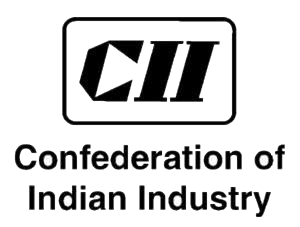 CII
Confederation of
Indian Industry